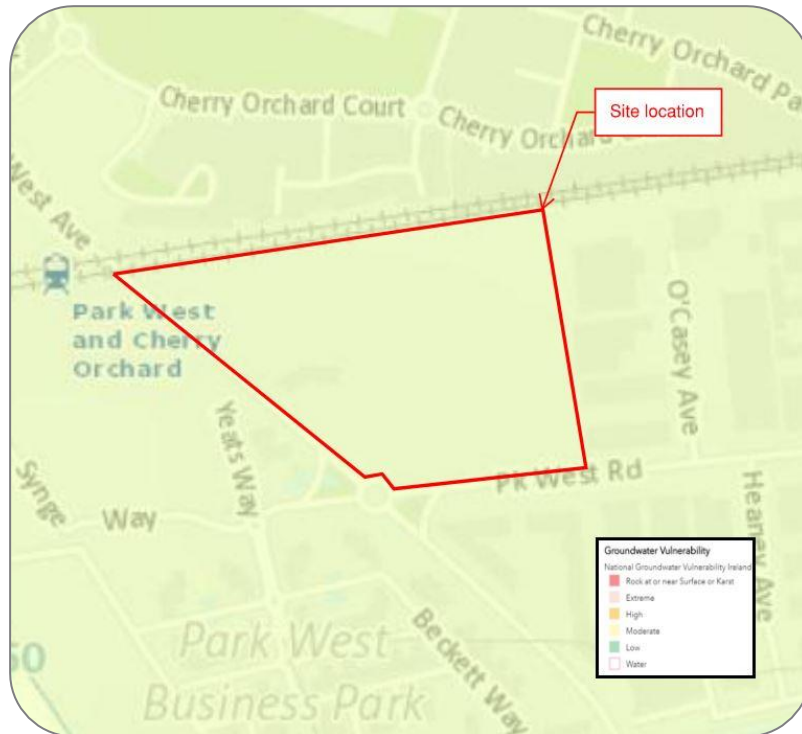 Cherry Orchard Pa
Cherry Orchard Court
Cherry Orchard
Site location
West Ave
Park West
and Cherry
Orchard
O'Casey Ave
Yeats Way
Synge
Way
Pk West Rd
Heaney Ave
Groundwater Vulnerability
National Groundwater Vulnerability Ireland
Rock at or near Surface or Karst
Extreme
High
Moderate
Low
Water
50
Park West
Business Park
Beckett Way